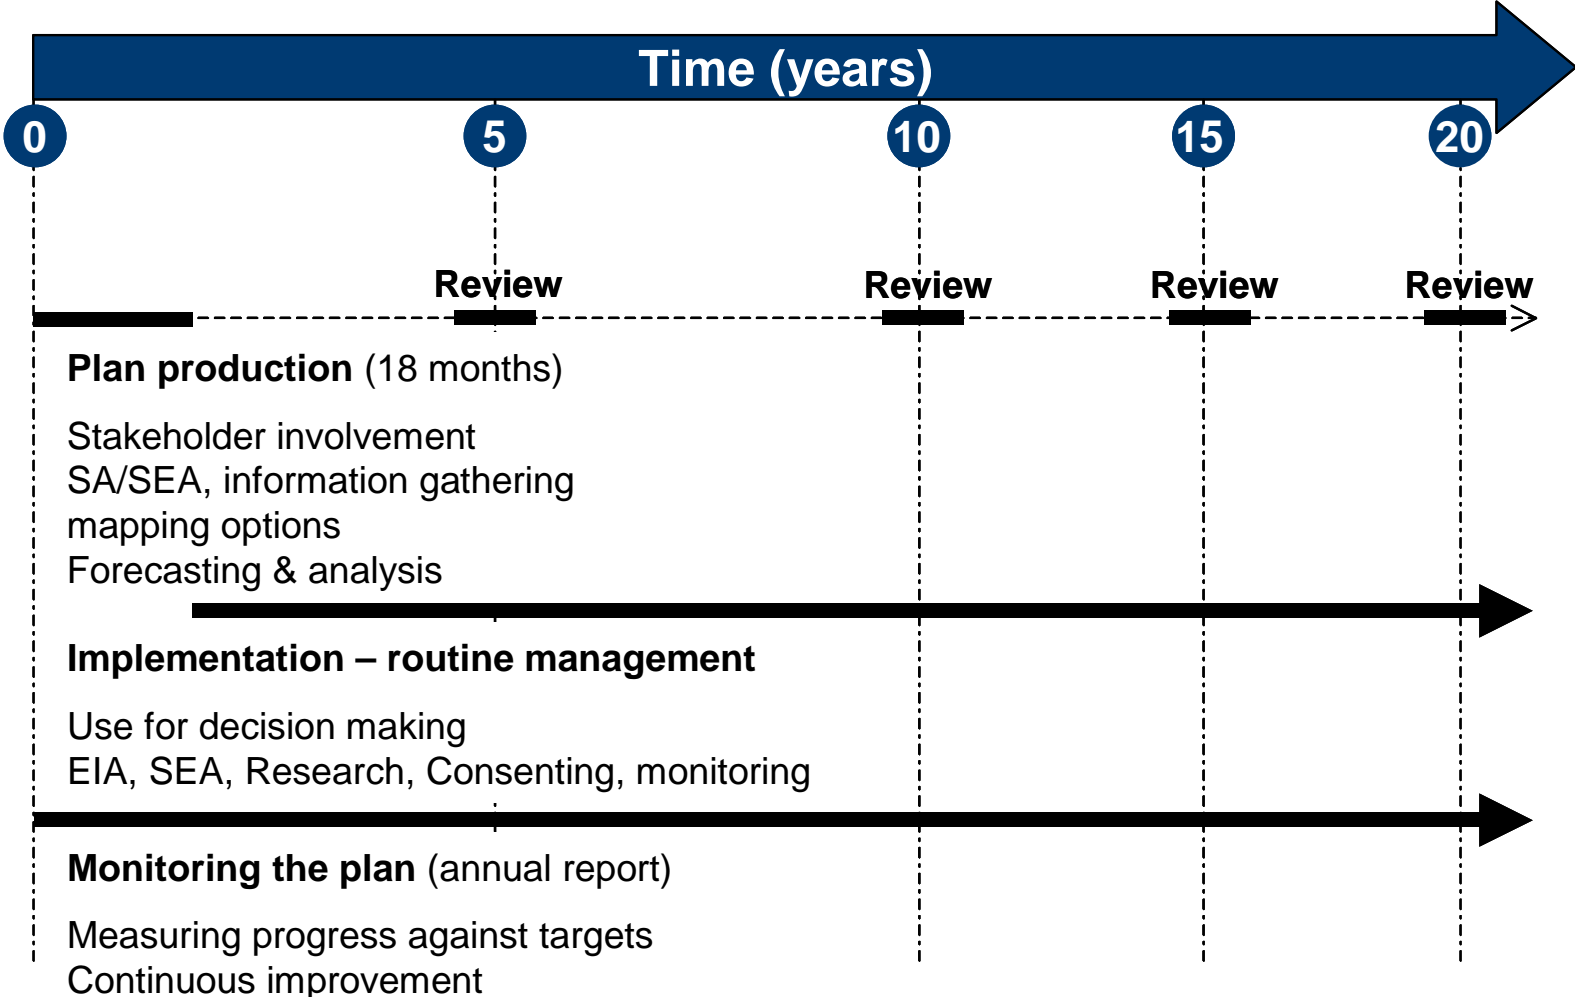 Time (years)
0 5 10 15 20
Review Review Review Review
Plan production (18 months)
Stakeholder involvement
SA/SEA, information gathering
mapping options
Forecasting & analysis
Implementation – routine management
Use for decision making
EIA, SEA, Research, Consenting, monitoring
Monitoring the plan (annual report)
Measuring progress against targets
Continuous improvement